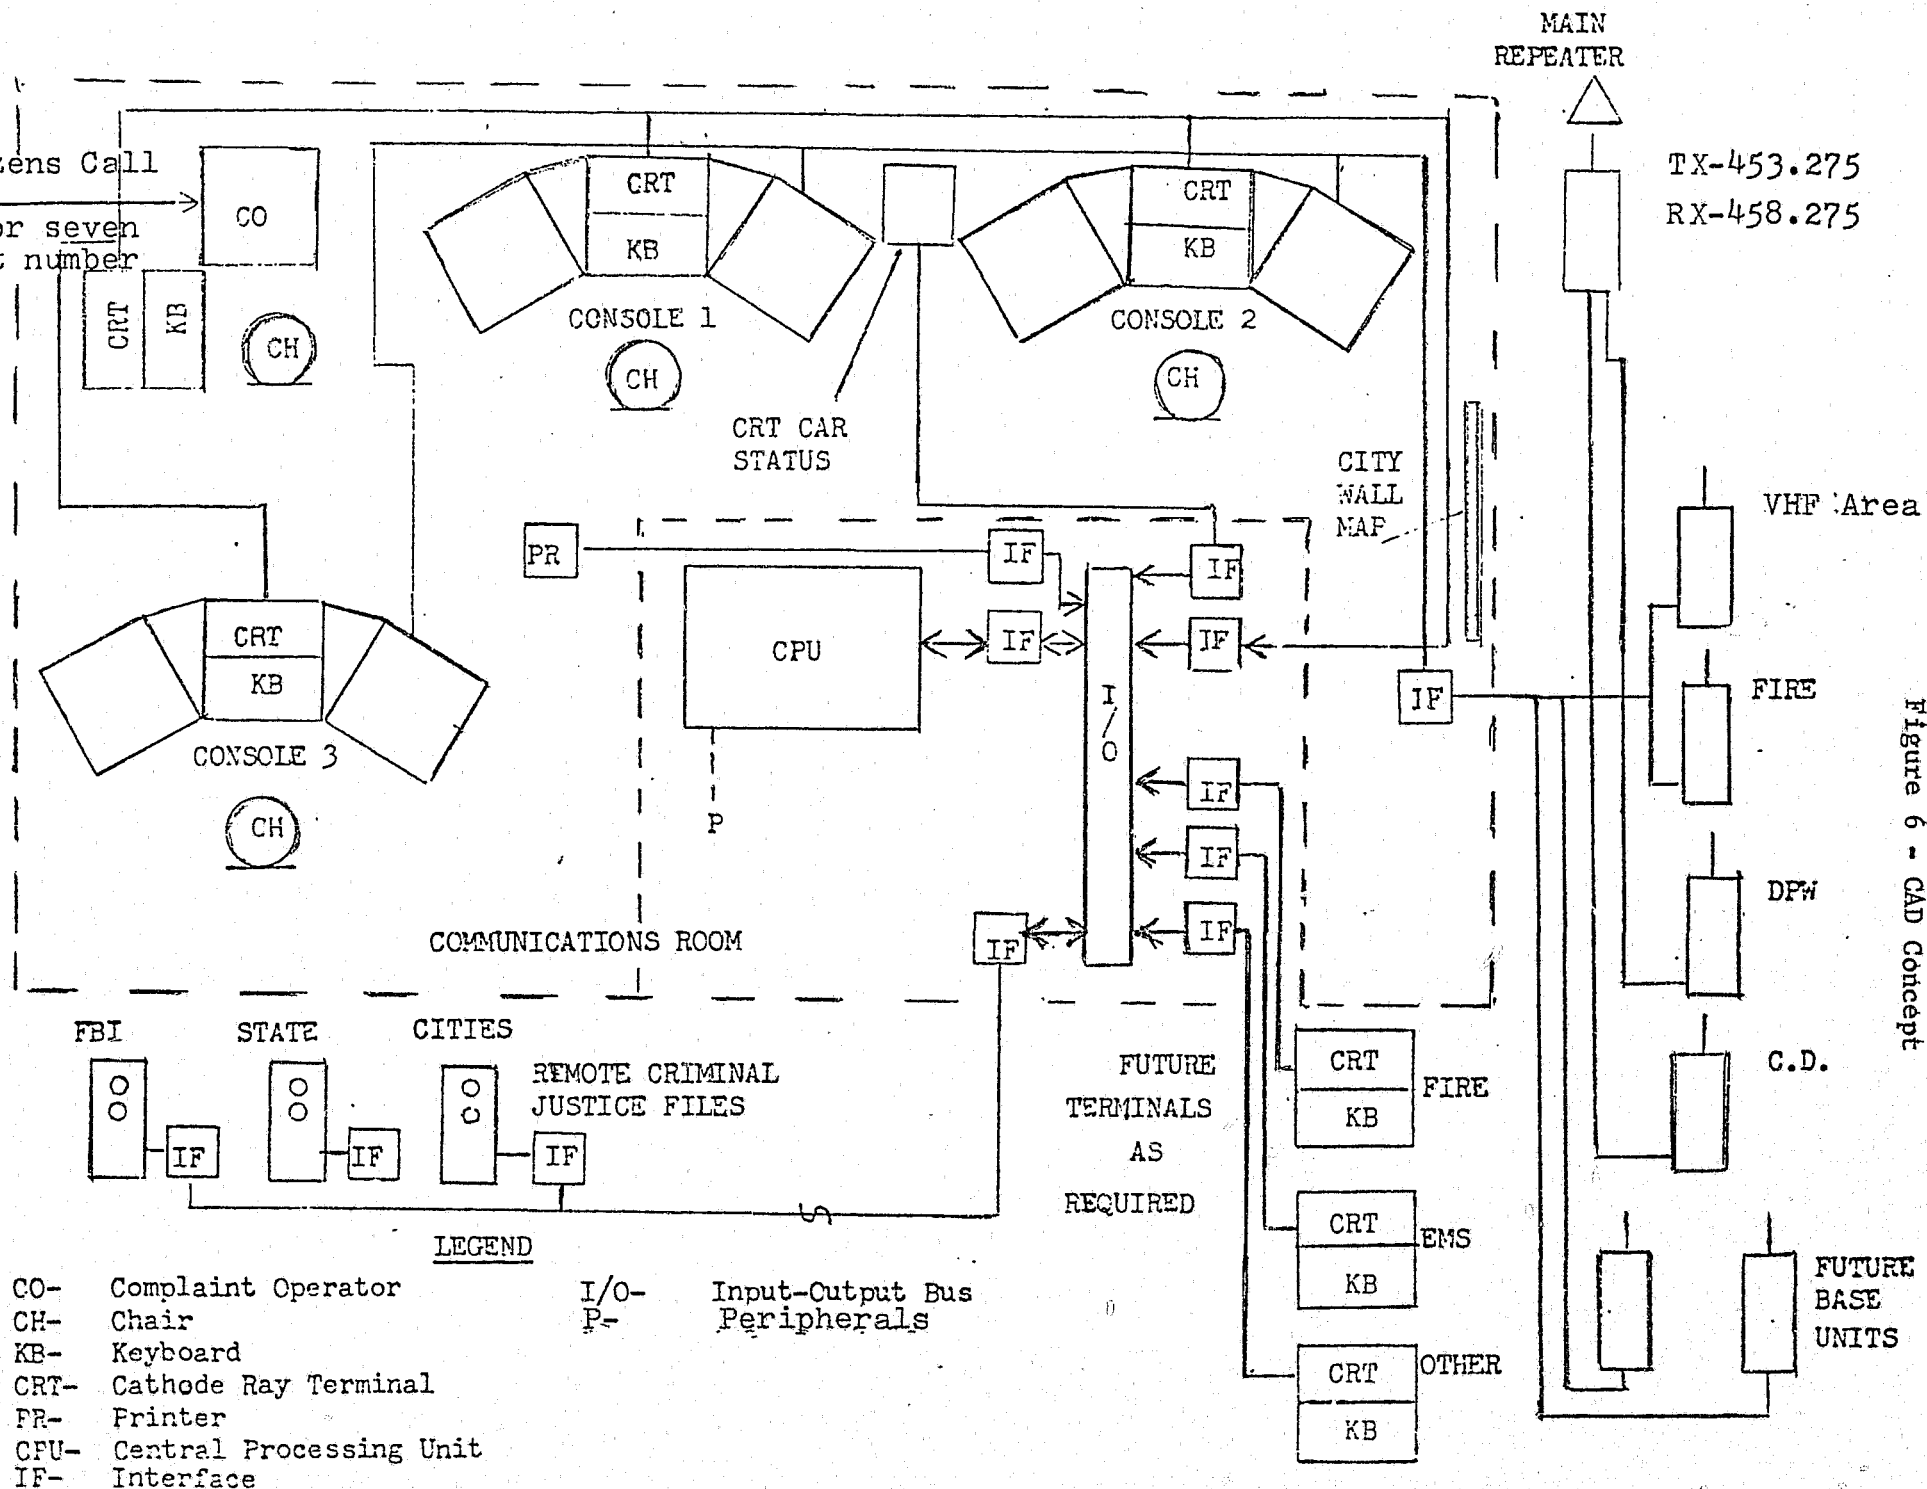 MAIN
REPEATER
TX-453.275
RX-458.275
zens Call
or seven
t number
CO
CRT
KB
CH
CRT
KB
CONSOLE 1
CH
CRT
KB
CONSOLE 2
CH
CRT CAR
STATUS
CITY
WALL
MAP
VHF Area
FIRE
DPW
C.D.
FUTURE
BASE
UNITS
PR
IF
IF
CPU
IF
IF
IF
I/O
P
IF
IF
IF
IF
CRT
KB
CONSOLE 3
CH
COMMUNICATIONS ROOM
FBI
STATE
CITIES
REMOTE CRIMINAL
JUSTICE FILES
IF
IF
IF
FUTURE
TERMINALS
AS
REQUIRED
CRT
KB
FIRE
CRT
KB
EMS
CRT
KB
OTHER
LEGEND
CO- Complaint Operator
CH- Chair
KB- Keyboard
CRT- Cathode Ray Terminal
PR- Printer
CPU- Central Processing Unit
IF- Interface
I/O- Input-Output Bus
P- Peripherals
Figure 6 - CAD Concept